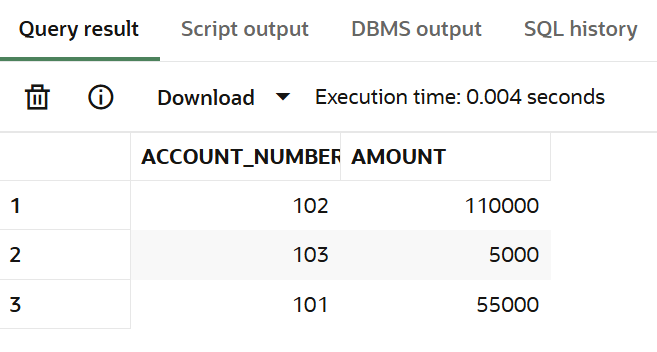 Query result Script output DBMS output SQL history
Download Execution time: 0.004 seconds
ACCOUNT_NUMBER AMOUNT
1 102 110000
2 103 5000
3 101 55000